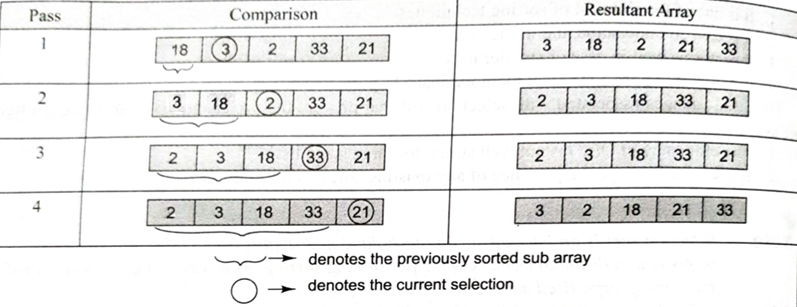 Pass Comparison Resultant Array
1 18 3 2 33 21 3 18 2 21 33
2 3 18 2 33 21 2 3 18 33 21
3 2 3 18 33 21 2 3 18 33 21
4 2 3 18 33 21 3 2 18 21 33
→ denotes the previously sorted sub array
→ denotes the current selection